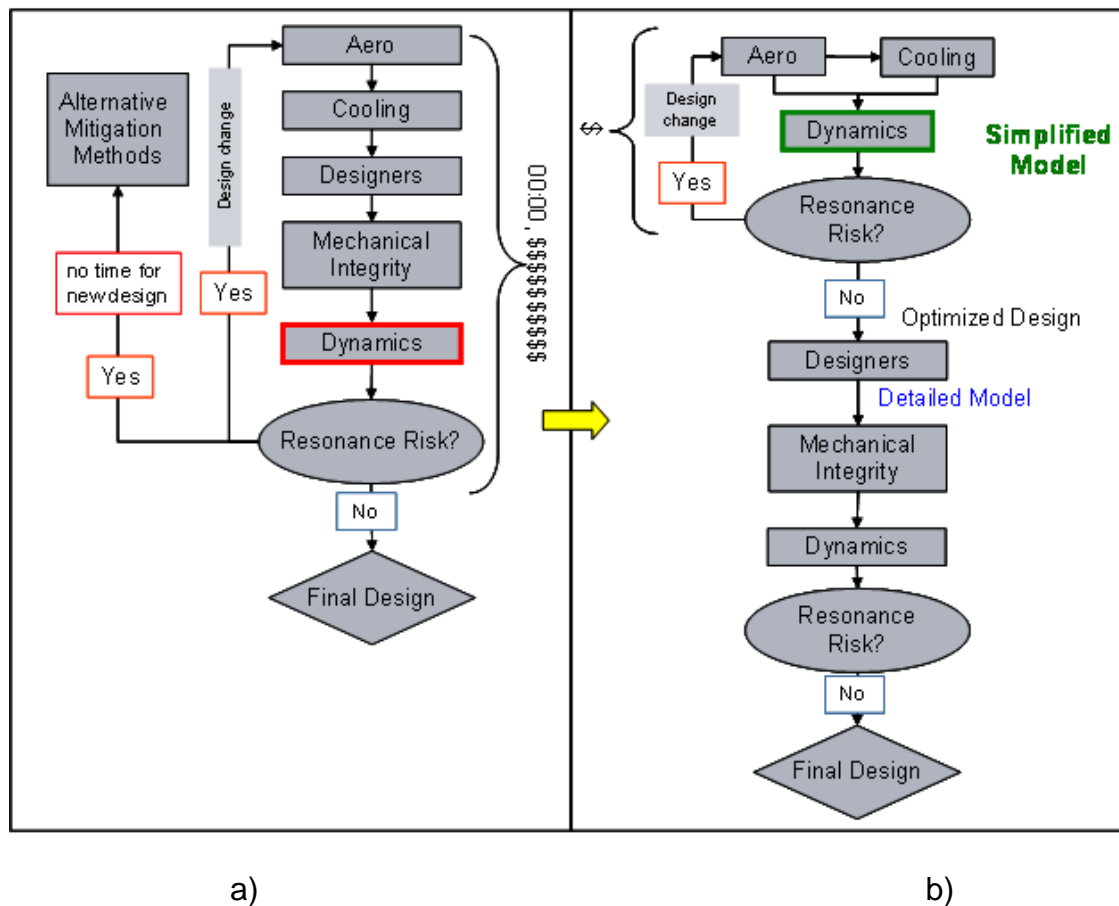 Aero
Cooling
Designers
Mechanical
Integrity
Dynamics
Resonance Risk?
No
Final Design
Design change
Yes
Alternative
Mitigation
Methods
no time for
new design
Yes
a)
$
Aero
Cooling
Design
change
Yes
Dynamics
Simplified
Model
Resonance
Risk?
No
Optimized Design
Designers
Detailed Model
Mechanical
Integrity
Dynamics
Resonance
Risk?
No
Final Design
b)